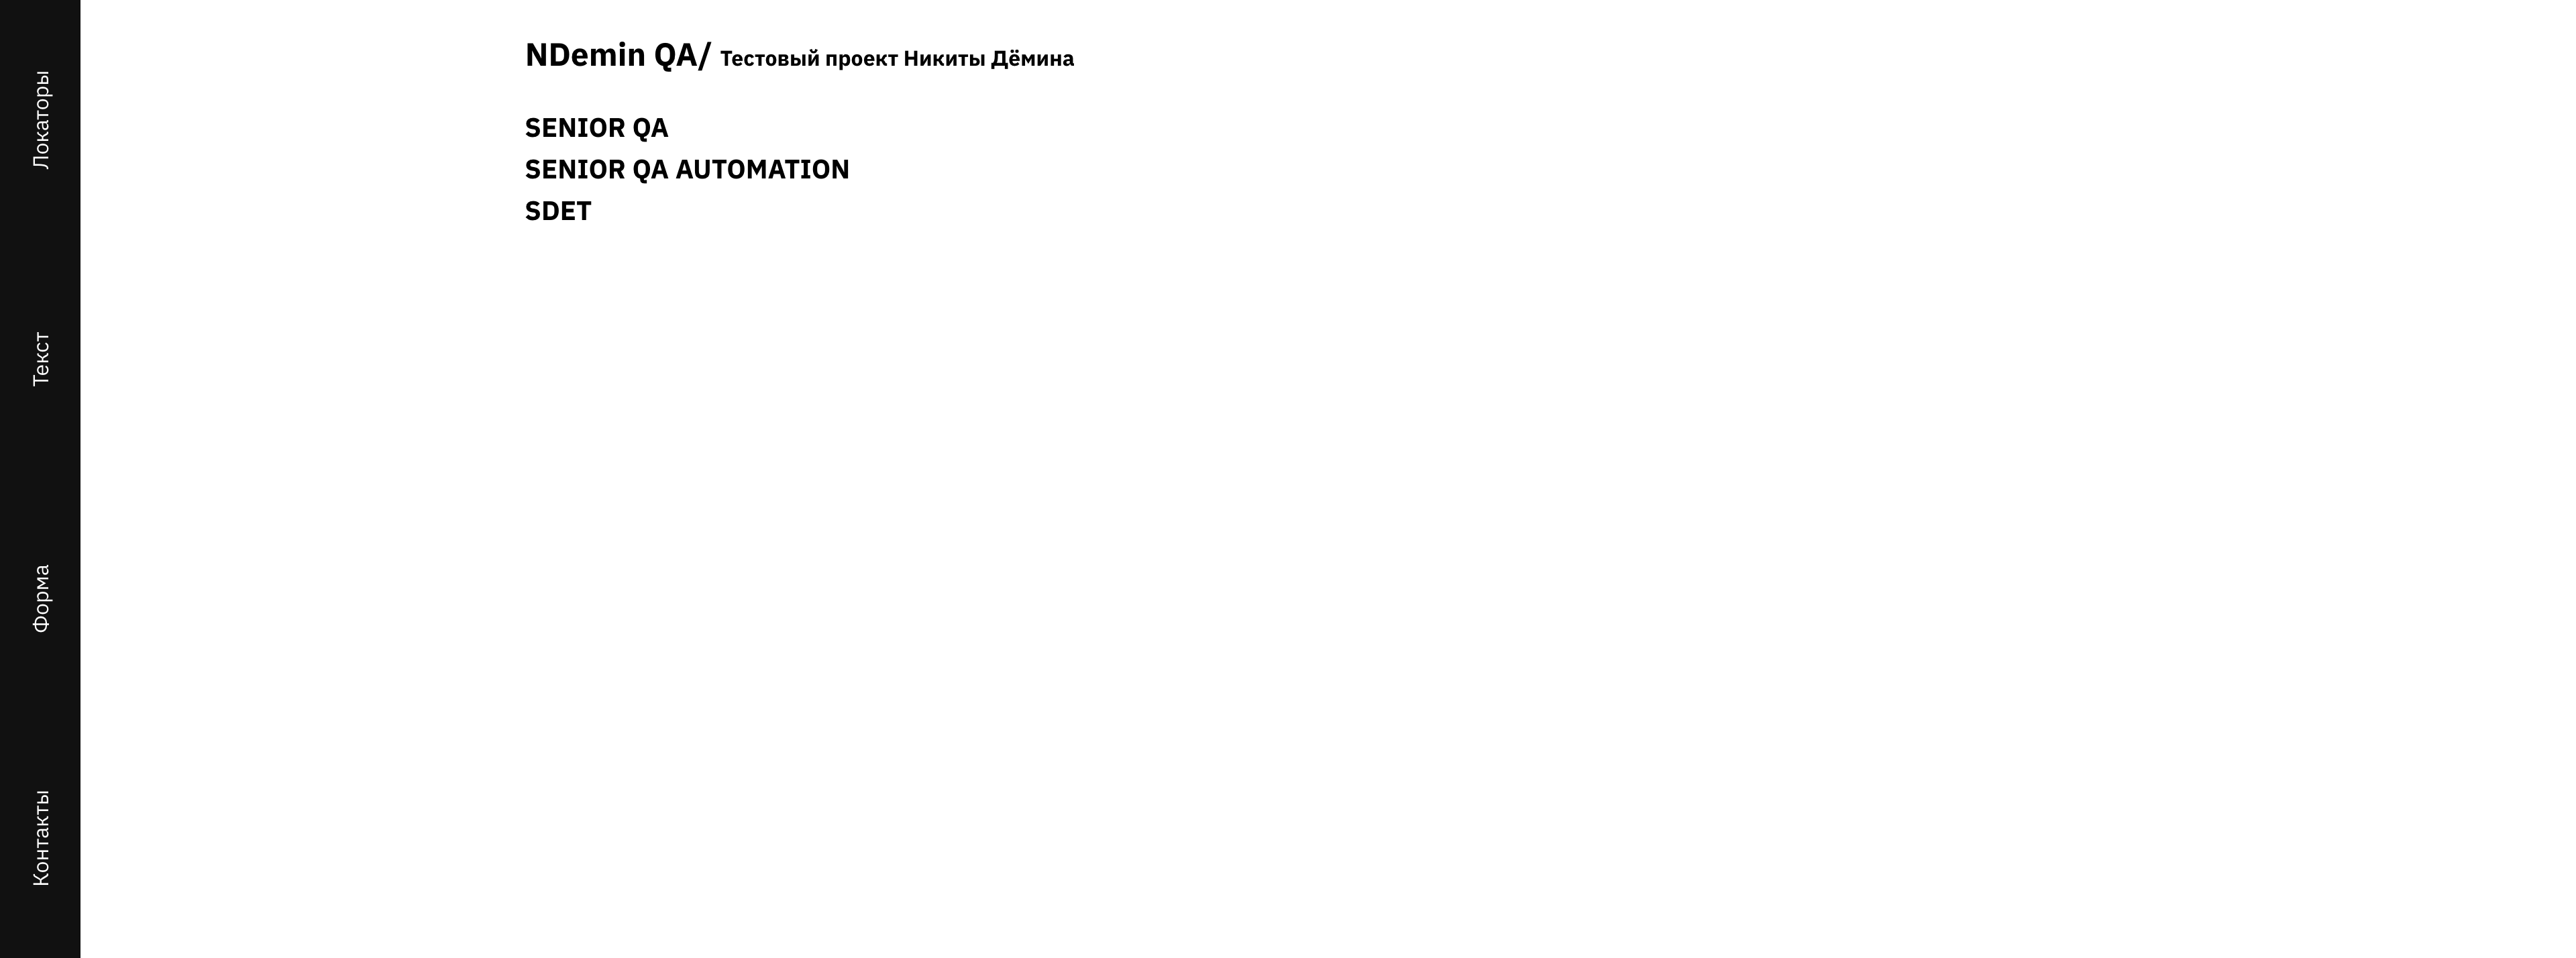 Локаторы
Текст
Форма
Контакты
NDemin QA/ Тестовый проект Никиты Дёмина
SENIOR QA
SENIOR QA AUTOMATION
SDET